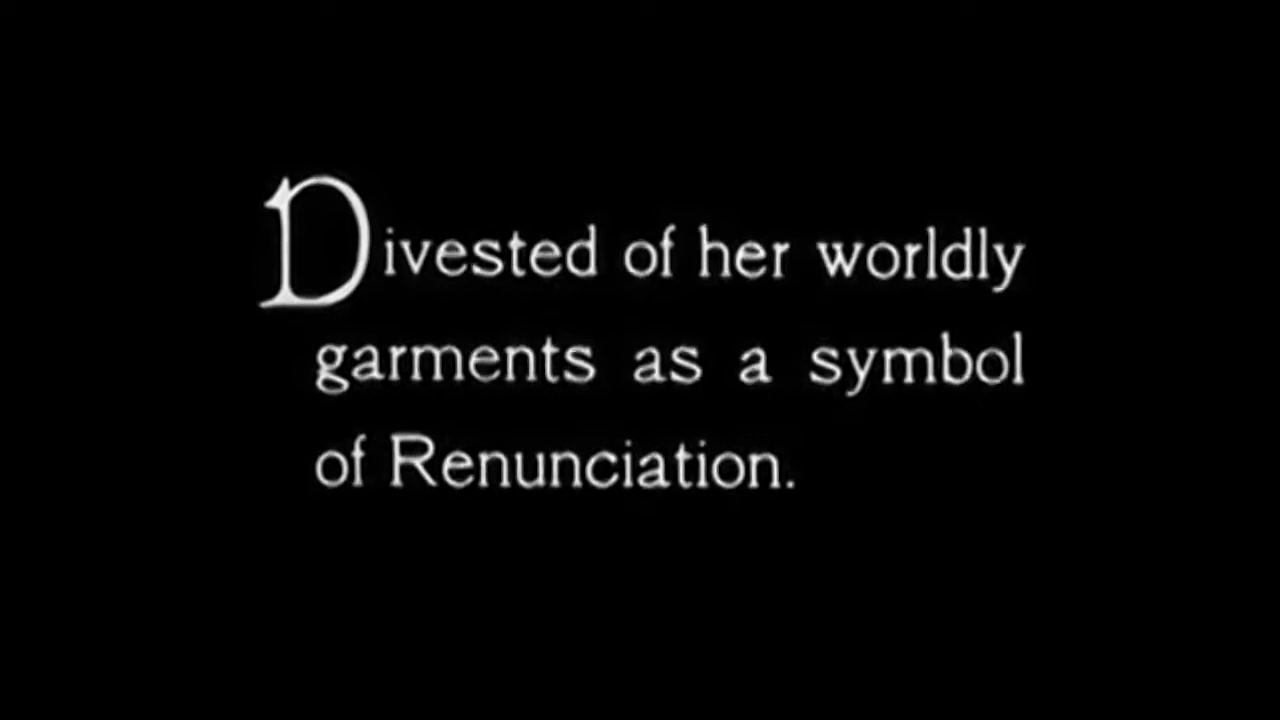 Divested of her worldly
garments as a symbol
of Renunciation.